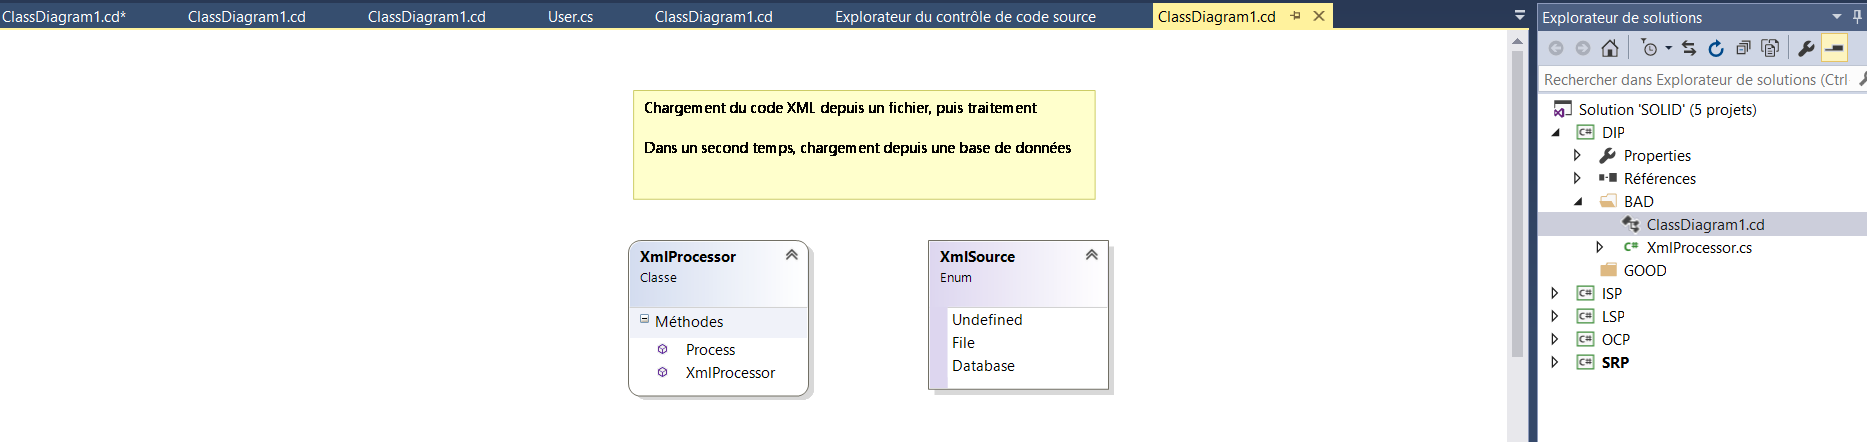 ClassDiagram1.cd* ClassDiagram1.cd ClassDiagram1.cd User.cs ClassDiagram1.cd Explorateur du contrôle de code source ClassDiagram1.cd
Chargement du code XML depuis un fichier, puis traitement
Dans un second temps, chargement depuis une base de données
XmlProcessor
Classe
Méthodes
Process
XmlProcessor
XmlSource
Enum
Undefined
File
Database
Explorateur de solutions
Rechercher dans Explorateur de solutions (Ctrl
Solution 'SOLID' (5 projets)
C# DIP
Properties
Références
BAD
ClassDiagram1.cd
C# XmlProcessor.cs
GOOD
C# ISP
C# LSP
C# OCP
C# SRP